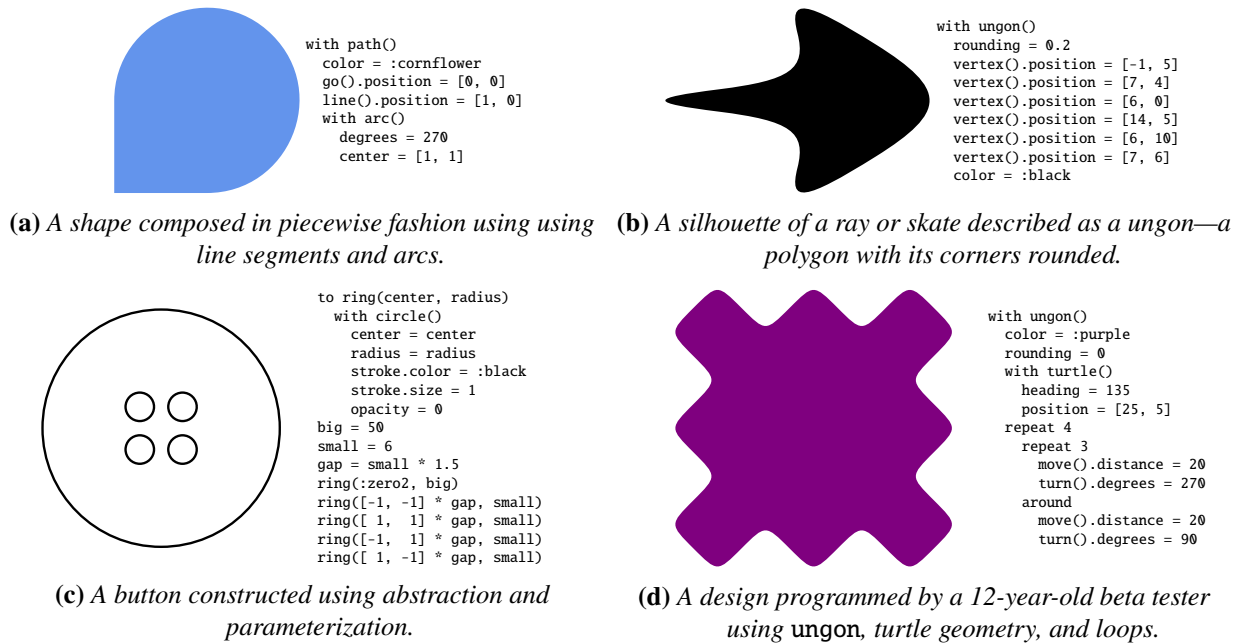 with path()
  color = :cornflower
  go().position = [0, 0]
  line().position = [1, 0]
  with arc()
    degrees = 270
    center = [1, 1]
(a) A shape composed in piecewise fashion using using
line segments and arcs.
with ungon()
  rounding = 0.2
  vertex().position = [-1, 5]
  vertex().position = [7, 4]
  vertex().position = [6, 0]
  vertex().position = [14, 5]
  vertex().position = [6, 10]
  vertex().position = [7, 6]
  color = :black
(b) A silhouette of a ray or skate described as a ungon—a
polygon with its corners rounded.
to ring(center, radius)
  with circle()
    center = center
    radius = radius
    stroke.color = :black
    stroke.size = 1
    opacity = 0
big = 50
small = 6
gap = small * 1.5
ring(:zero2, big)
ring([-1, -1] * gap, small)
ring([ 1,  1] * gap, small)
ring([-1,  1] * gap, small)
ring([ 1, -1] * gap, small)
(c) A button constructed using abstraction and
parameterization.
with ungon()
  color = :purple
  rounding = 0
  with turtle()
    heading = 135
    position = [25, 5]
  repeat 4
    repeat 3
      move().distance = 20
      turn().degrees = 270
    around
      move().distance = 20
      turn().degrees = 90
(d) A design programmed by a 12-year-old beta tester
using ungon, turtle geometry, and loops.